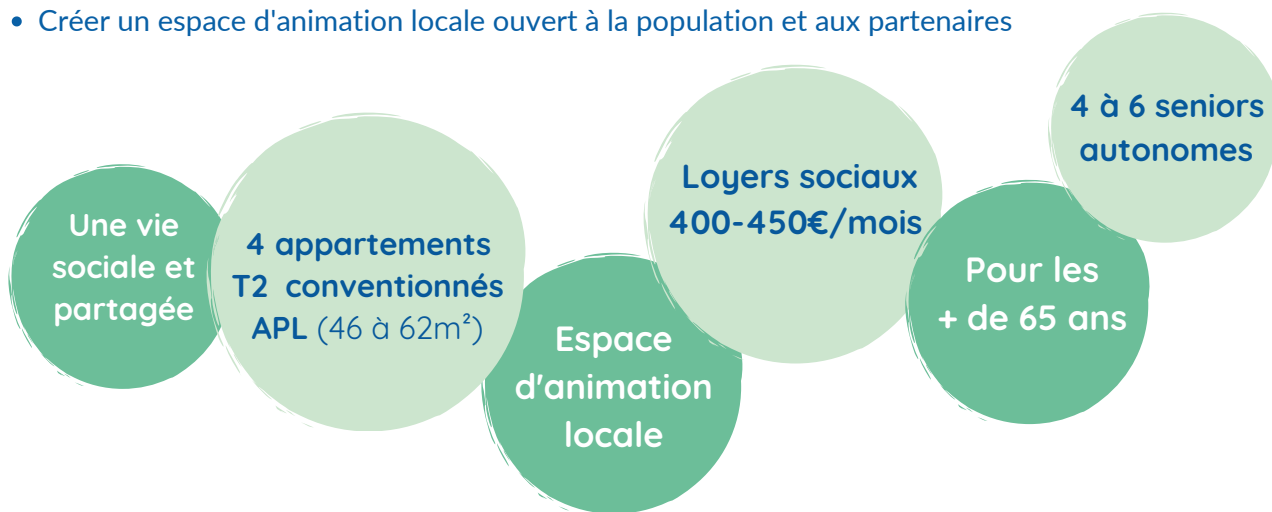 • Créer un espace d'animation locale ouvert à la population et aux partenaires
Une vie
sociale et
partagée
4 appartements
T2 conventionnés
APL (46 à 62m²)
Espace
d'animation
locale
Loyers sociaux
400-450€/mois
Pour les
+ de 65 ans
4 à 6 seniors
autonomes